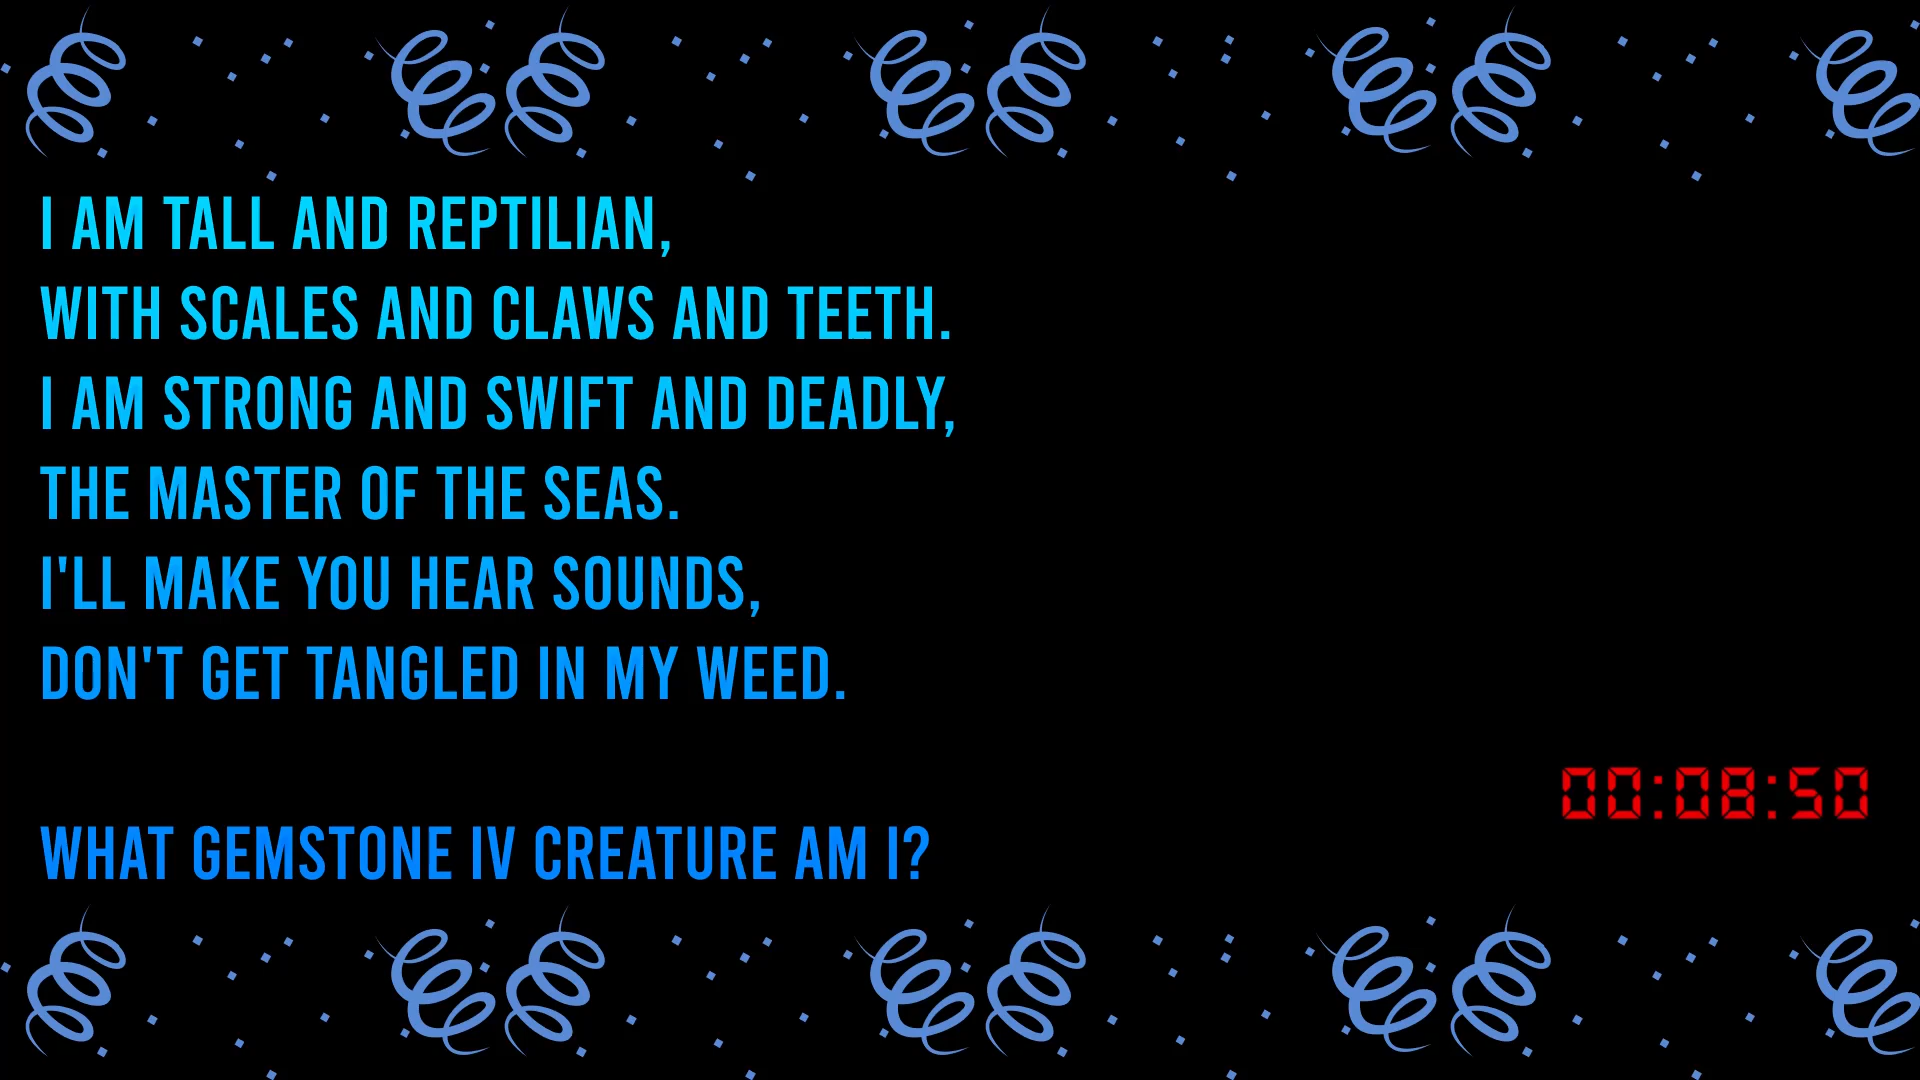 I AM TALL AND REPTILIAN,
WITH SCALES AND CLAWS AND TEETH.
I AM STRONG AND SWIFT AND DEADLY,
THE MASTER OF THE SEAS.
I'LL MAKE YOU HEAR SOUNDS,
DON'T GET TANGLED IN MY WEED.
00:08:50
WHAT GEMSTONE IV CREATURE AM I?